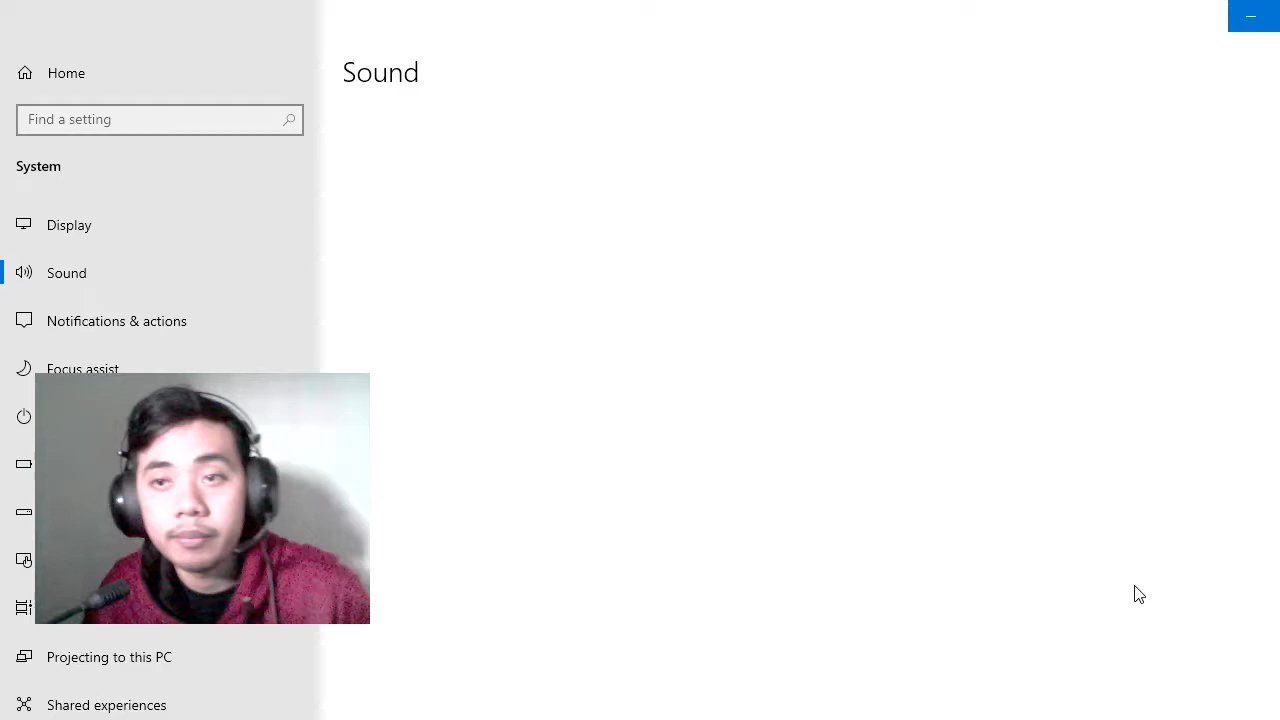 Home
Sound
Find a setting
System
Display
Sound
Notifications & actions
Focus assist
Projecting to this PC
Shared experiences